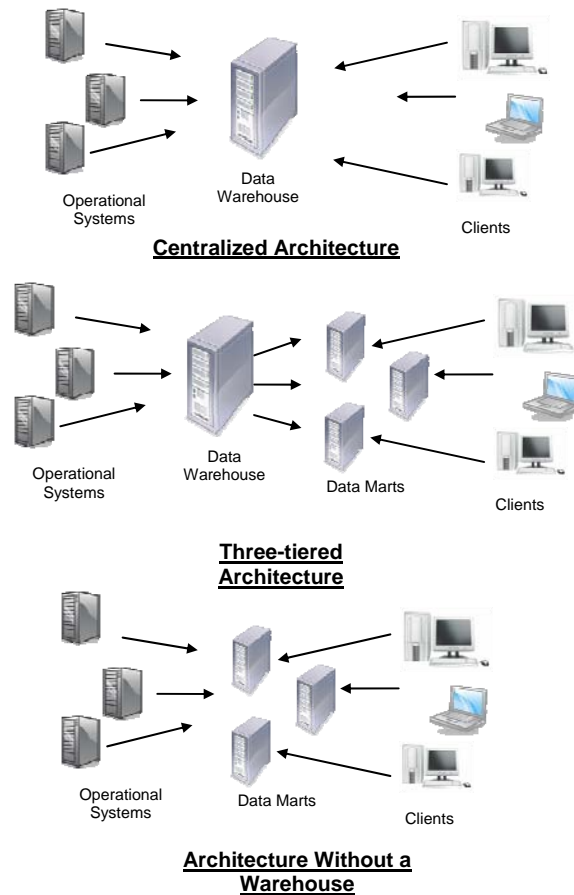 Operational
Systems
Data
Warehouse
Clients
Centralized Architecture
Operational
Systems
Data
Warehouse
Data Marts
Clients
Three-tiered
Architecture
Operational
Systems
Data Marts
Clients
Architecture Without a
Warehouse